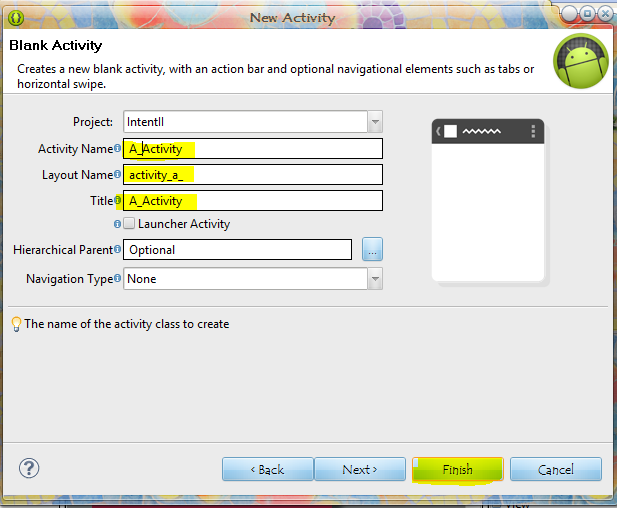 New Activity
Blank Activity
Creates a new blank activity, with an action bar and optional navigational elements such as tabs or
horizontal swipe.
Project: IntentII
Activity Name A_Activity
Layout Name activity_a_
Title A_Activity
Launcher Activity
Hierarchical Parent Optional ...
Navigation Type None
The name of the activity class to create
? < Back Next > Finish Cancel
View